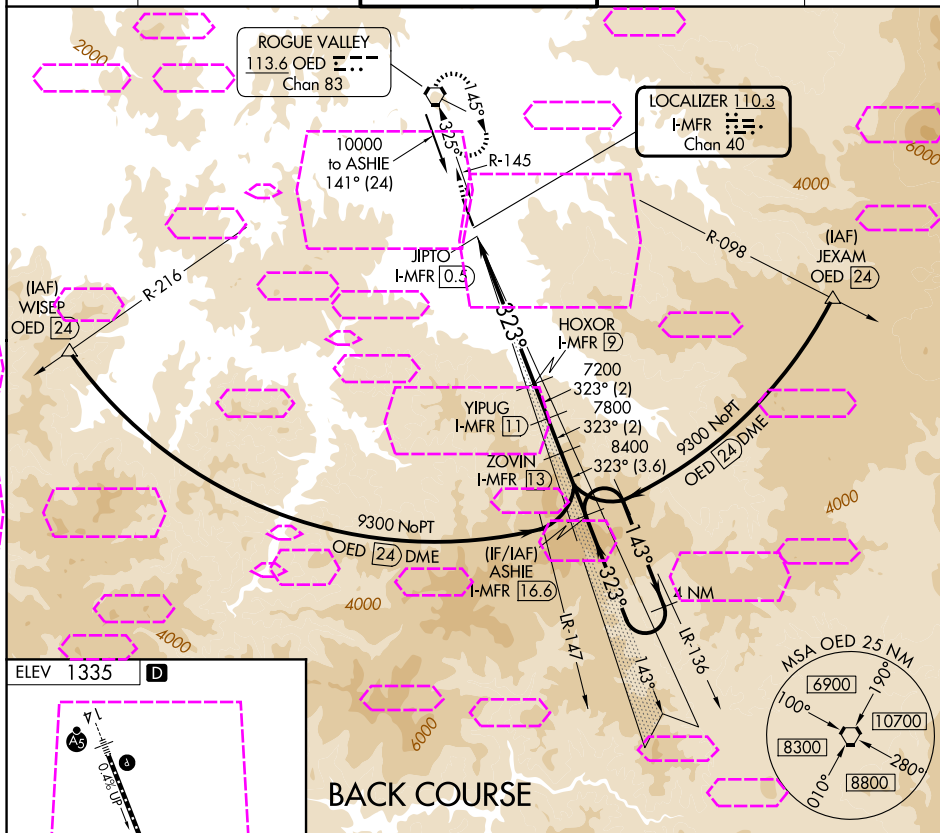 2000
ROGUE VALLEY
113.6 OED
Chan 83
145°
325°
LOCALIZER 110.3
I-MFR
Chan 40
6000
10000
to ASHIE
141° (24)
R-145
4000
R-216
R-098
(IAF)
JEXAM
OED 24
JIPTO
I-MFR 0.5
(IAF)
WISEP
OED 24
323°
HOXOR
I-MFR 9
7200
323° (2)
YIPUG
I-MFR 11
7800
323° (2)
8400
323° (3.6)
ZOVIN
I-MFR 13
9300 NoPT
OED 24 DME
9300 NoPT
OED 24 DME
4000
(IF/IAF)
ASHIE
I-MFR 16.6
143°
323°
4 NM
LR-147
LR-136
143°
4000
4000
6000
MSA OED 25 NM
6900
190°
100°
10700
8300
280°
010°
8800
ELEV 1335 D
14
A5
P
0.4% UP
BACK COURSE